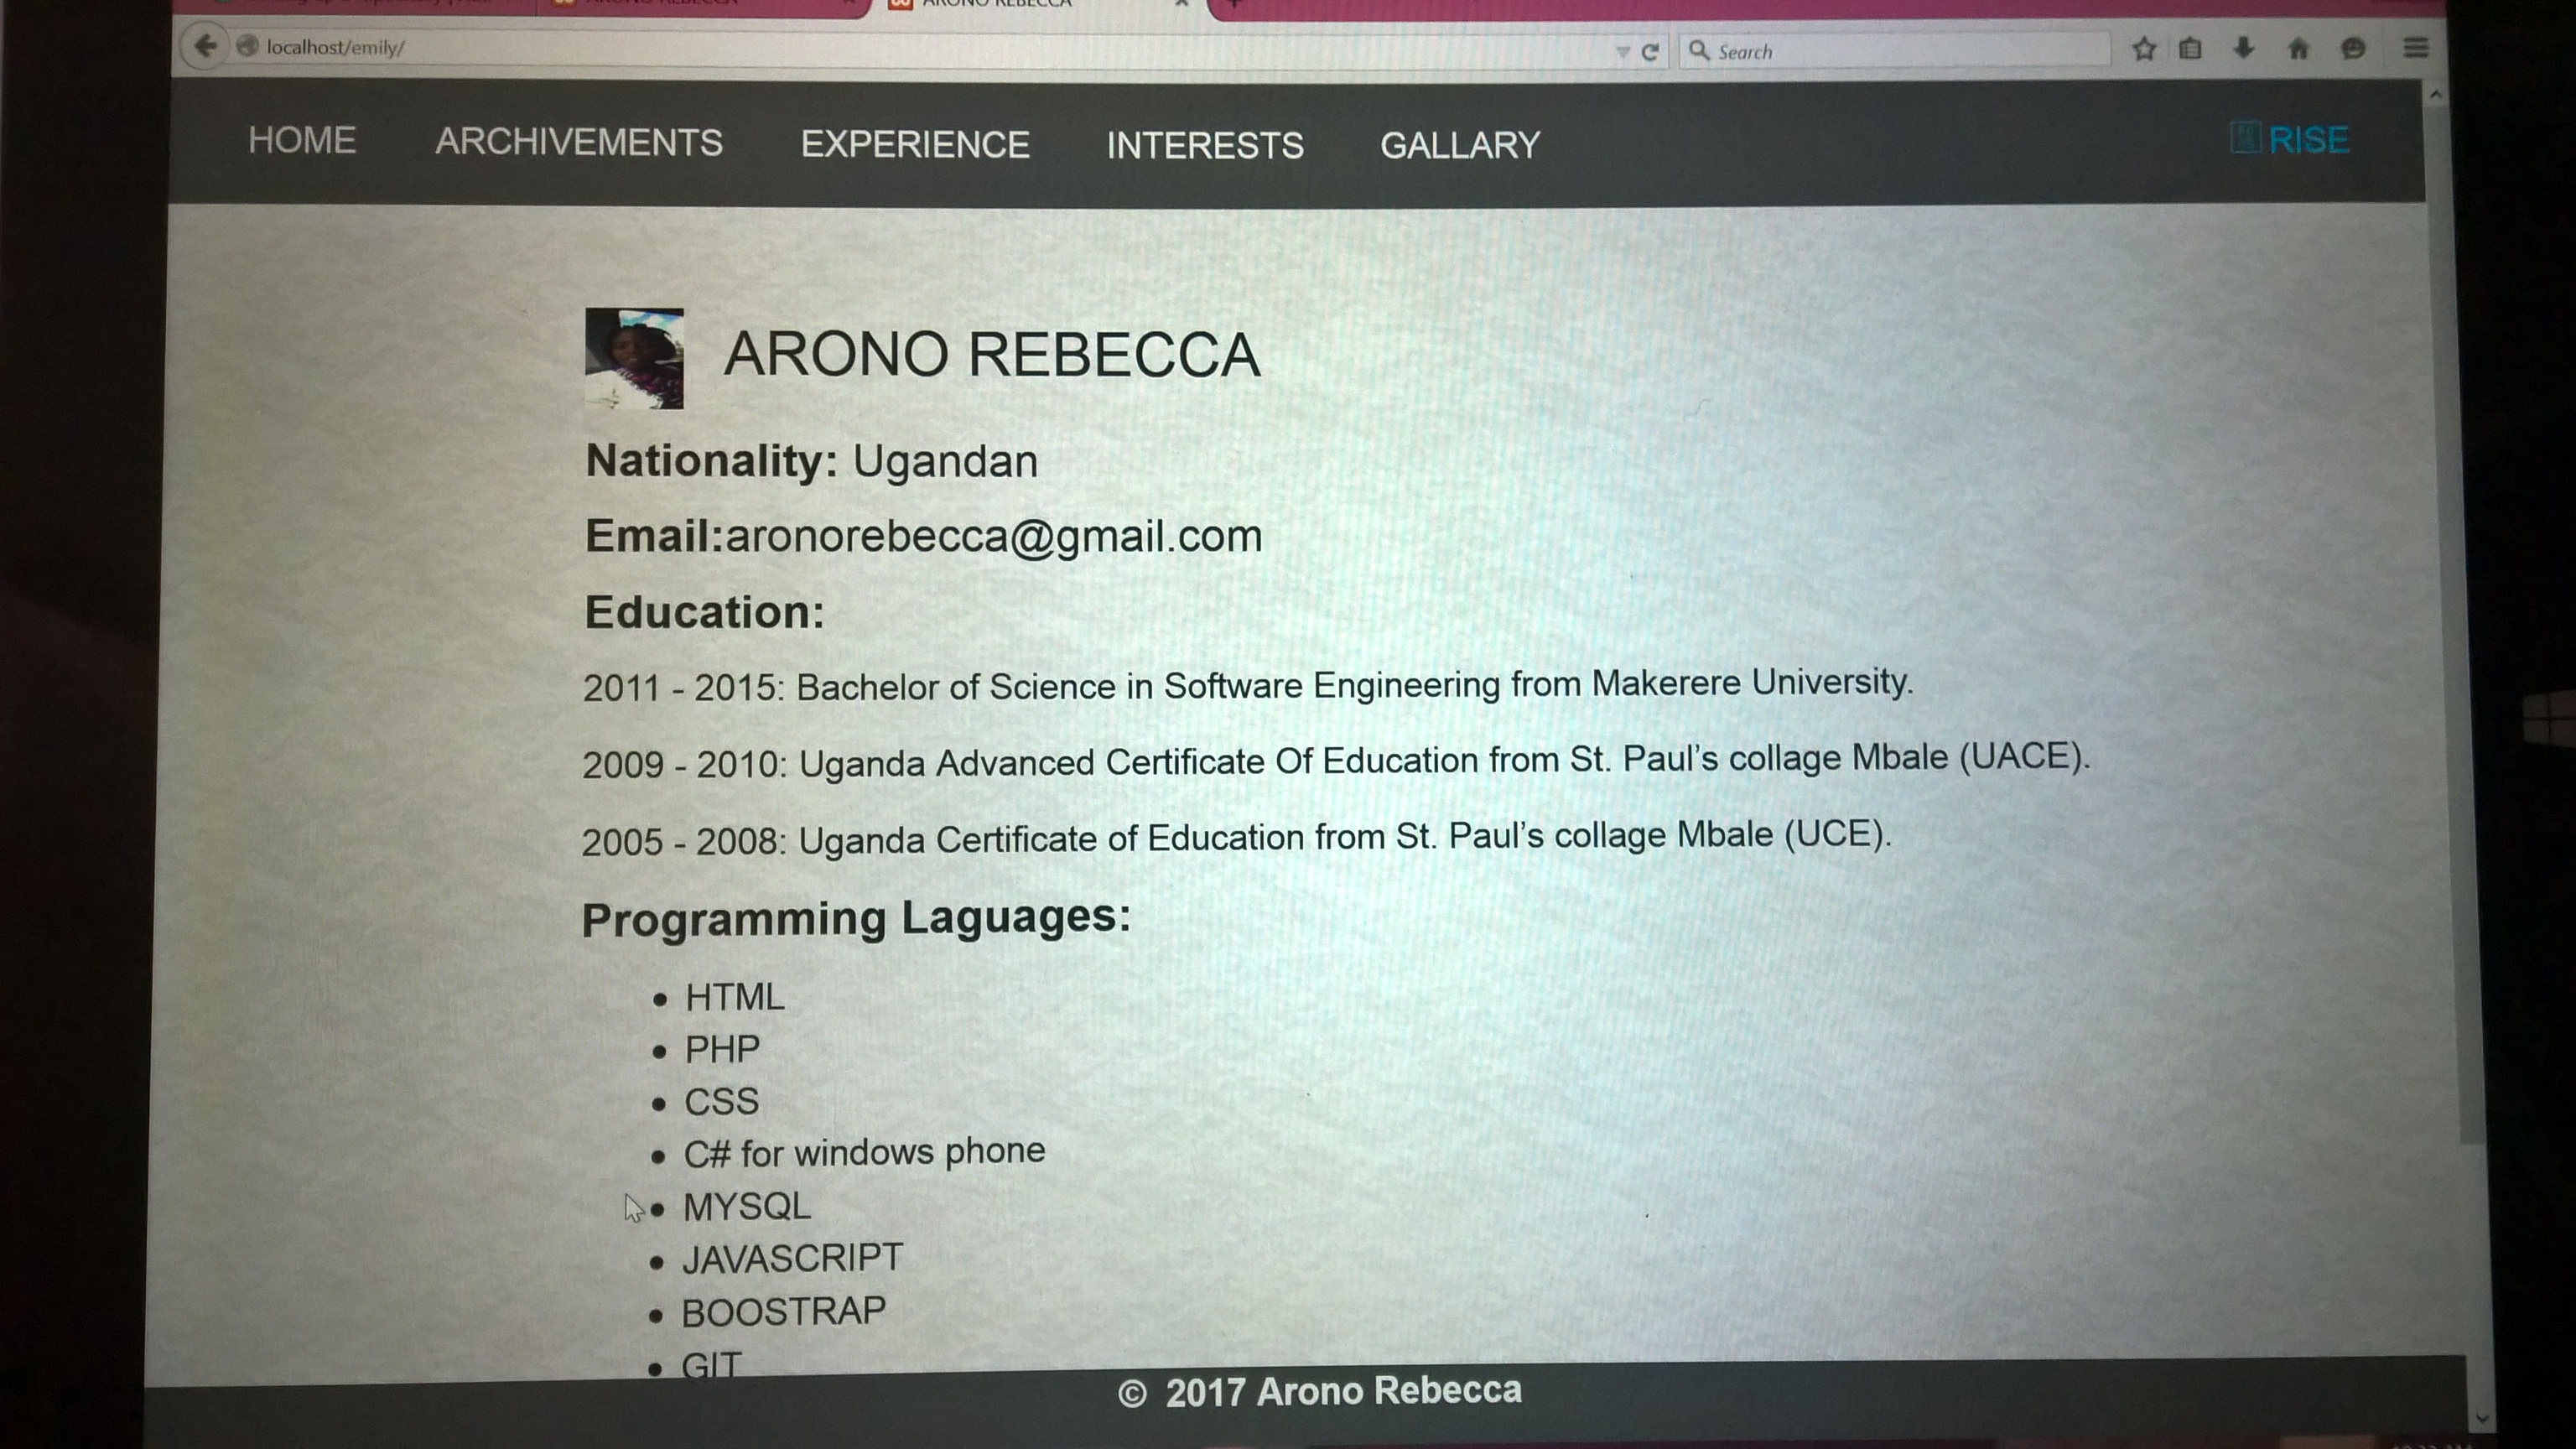 ARONO REBECCA
localhost/emily/
Search
HOME ARCHIVEMENTS EXPERIENCE INTERESTS GALLARY RISE
ARONO REBECCA
Nationality: Ugandan
Email:aronorebecca@gmail.com
Education:
2011 - 2015: Bachelor of Science in Software Engineering from Makerere University.
2009 - 2010: Uganda Advanced Certificate Of Education from St. Paul's collage Mbale (UACE).
2005 - 2008: Uganda Certificate of Education from St. Paul's collage Mbale (UCE).
Programming Laguages:
• HTML
• PHP
• CSS
• C# for windows phone
• MYSQL
• JAVASCRIPT
• BOOSTRAP
• GIT
© 2017 Arono Rebecca